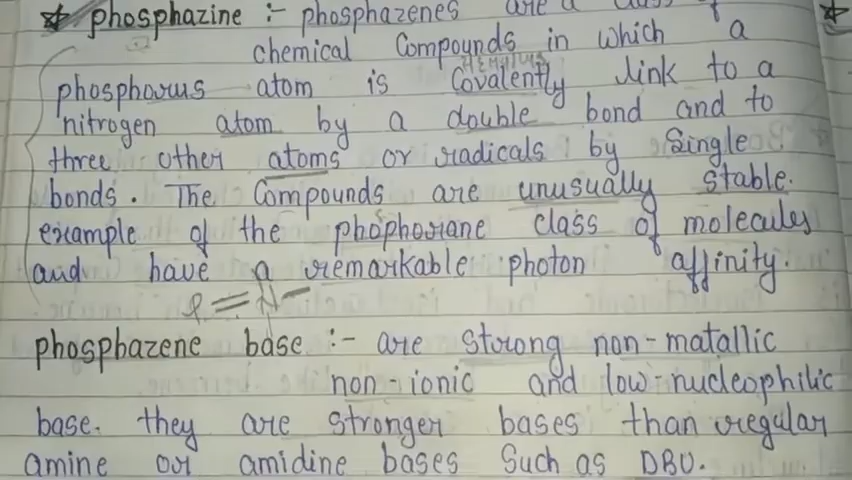 phosphazine :- phosphazenes are a class of
chemical Compounds in which a
phosphorus atom is Covalently link to a
nitrogen atom by a double bond and to
three other atoms or radicals by Single
bonds. The Compounds are unusually stable.
example of the phophorane class of molecules
and have a remarkable photon affinity.
P=N-
phosphazene base :- are strong non-matallic
non-ionic and low-nucleophilic
base. they are stronger bases than regular
amine or amidine bases Such as DBU.